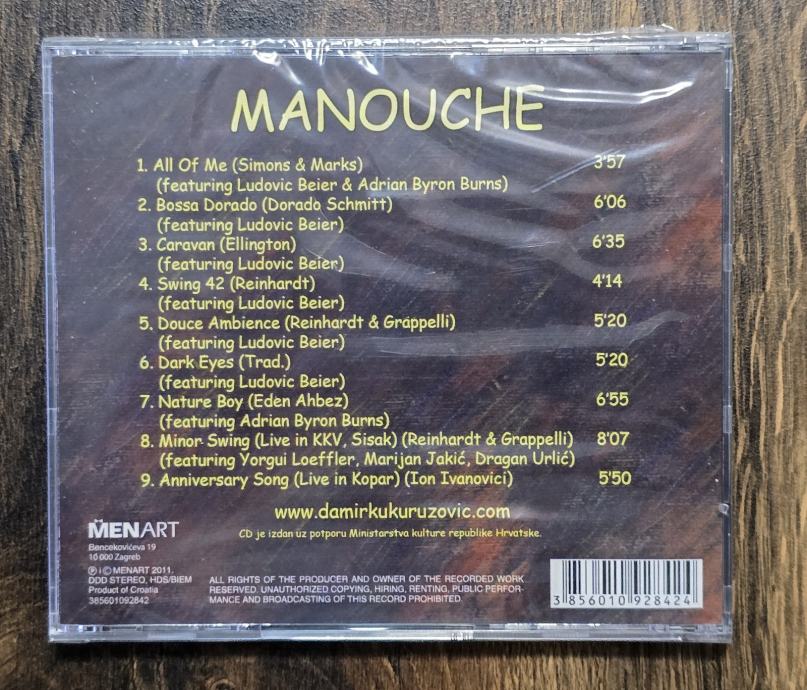 MANOUCHE
1. All Of Me (Simons & Marks) 3'57
(featuring Ludovic Beier & Adrian Byron Burns)
2. Bossa Dorado (Dorado Schmitt) 6'06
(featuring Ludovic Beier)
3. Caravan (Ellington) 6'35
(featuring Ludovic Beier)
4. Swing 42 (Reinhardt) 4'14
(featuring Ludovic Beier)
5. Douce Ambience (Reinhardt & Grappelli) 5'20
(featuring Ludovic Beier)
6. Dark Eyes (Trad.) 5'20
(featuring Ludovic Beier)
7. Nature Boy (Eden Ahbez) 6'55
(featuring Adrian Byron Burns)
8. Minor Swing (Live in KKV, Sisak) (Reinhardt & Grappelli) 8'07
(featuring Yorgui Loeffler, Marijan Jakić, Dragan Urlić)
9. Anniversary Song (Live in Kopar) (Ion Ivanovici) 5'50
www.damirkukuruzovic.com
CD je izdan uz potporu Ministarstva kulture republike Hrvatske.
MENART
Bencekovićeva 19
10 000 Zagreb
℗ i © MENART 2011.
DDD STEREO, HDS/BIEM
Product of Croatia
385601092842
ALL RIGHTS OF THE PRODUCER AND OWNER OF THE RECORDED WORK
RESERVED. UNAUTHORIZED COPYING, HIRING, RENTING, PUBLIC PERFOR-
MANCE AND BROADCASTING OF THIS RECORD PROHIBITED.
3 856010 928424